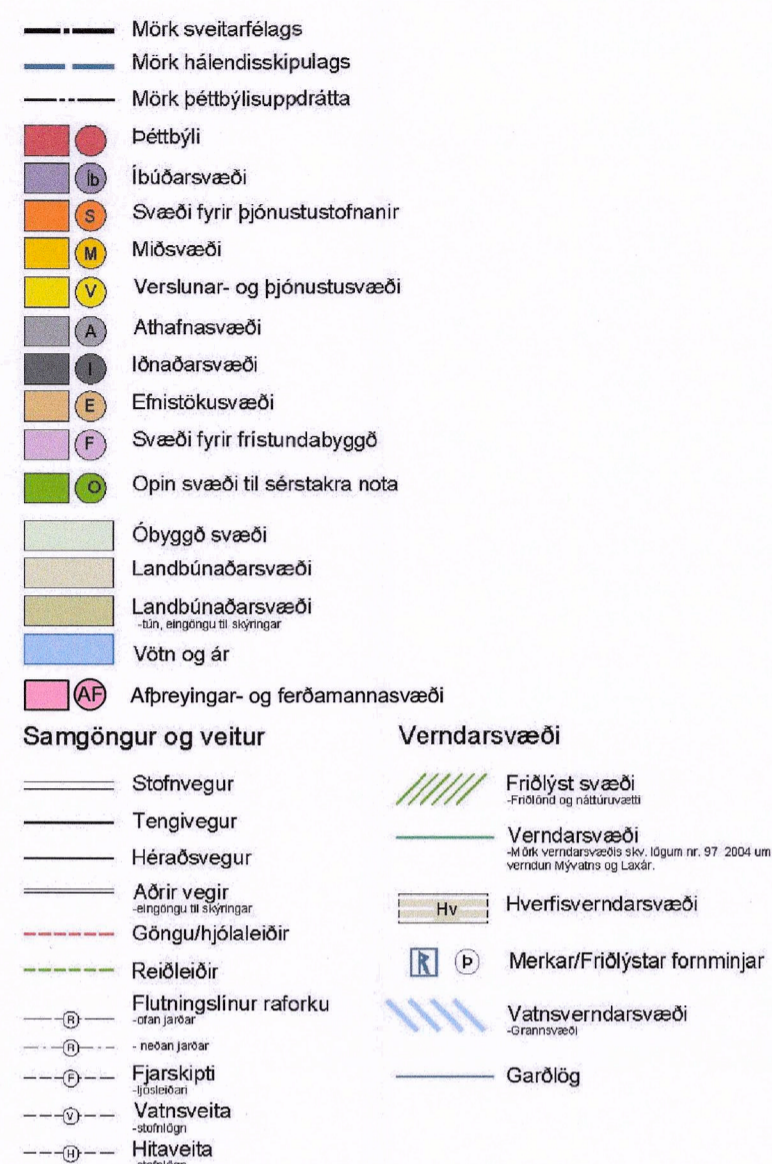 Mörk sveitarfélags
Mörk hálendisskipulags
Mörk þéttbýlisuppdrátta
Þéttbýli
Íb Íbúðarsvæði
S Svæði fyrir þjónustustofnanir
M Miðsvæði
V Verslunar- og þjónustusvæði
A Athafnasvæði
I Iðnaðarsvæði
E Efnistökusvæði
F Svæði fyrir frístundabyggð
O Opin svæði til sérstakra nota
Óbyggð svæði
Landbúnaðarsvæði
Landbúnaðarsvæði
-tún, eingöngu til skýringar
Vötn og ár
AF Afþreyingar- og ferðamannasvæði
Samgöngur og veitur
Stofnvegur
Tengivegur
Héraðsvegur
Aðrir vegir
-eingöngu til skýringar
Göngu/hjólaleiðir
Reiðleiðir
Flutningslínur raforku
R -ofan jarðar
R - neðan jarðar
F Fjarskipti
-ljósleiðari
V Vatnsveita
-stofnlögn
H Hitaveita
-stofnlögn
Verndarsvæði
Friðlýst svæði
-Friðlönd og náttúruvætti
Verndarsvæði
-Mörk verndarsvæðis skv. lögum nr. 97 2004 um
verndun Mývatns og Laxár.
Hv Hverfisverndarsvæði
R Þ Merkar/Friðlýstar fornminjar
Vatnsverndarsvæði
-Grannsvæði
Garðlög